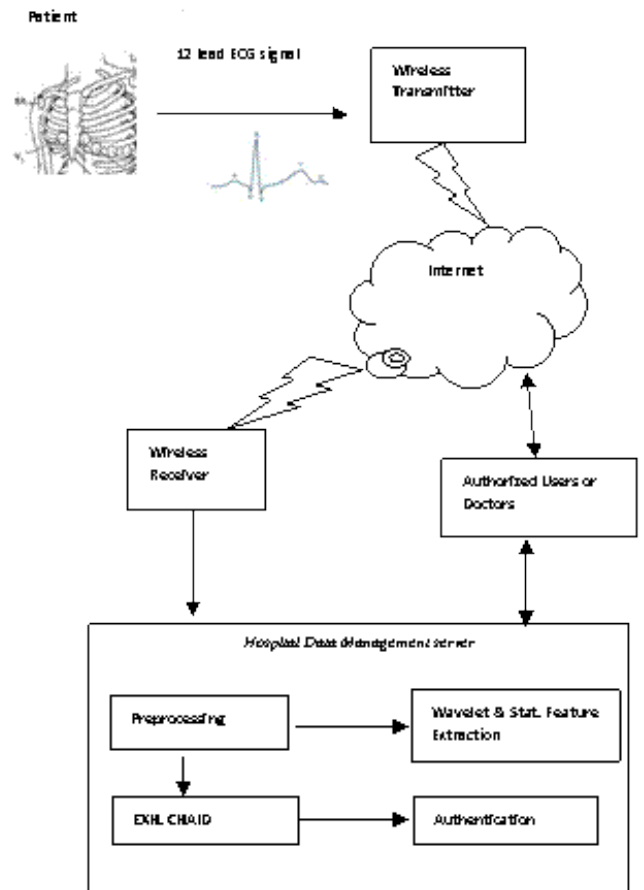 Patient
12 lead ECG signal
Wireless
Transmitter
Internet
Wireless
Receiver
Authorized Users or
Doctors
Hospital Data Management server
Preprocessing
Wavelet & Stat. Feature
Extraction
EXHL CHAID
Authentication